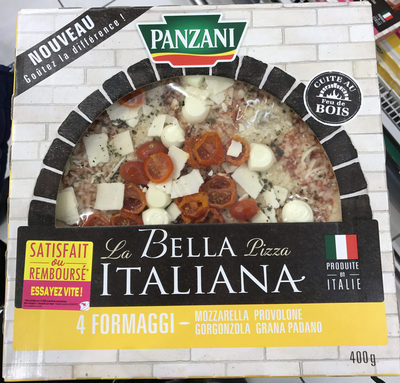 NOUVEAU
Goûtez la différence !
PANZANI
CUITE AU
Feu de
BOIS
SATISFAIT
ou
REMBOURSÉ*
ESSAYEZ VITE !
La BELLA Pizza
ITALIANA
PRODUITE
en
ITALIE
4 FORMAGGI – MOZZARELLA PROVOLONE
GORGONZOLA GRANA PADANO
400g